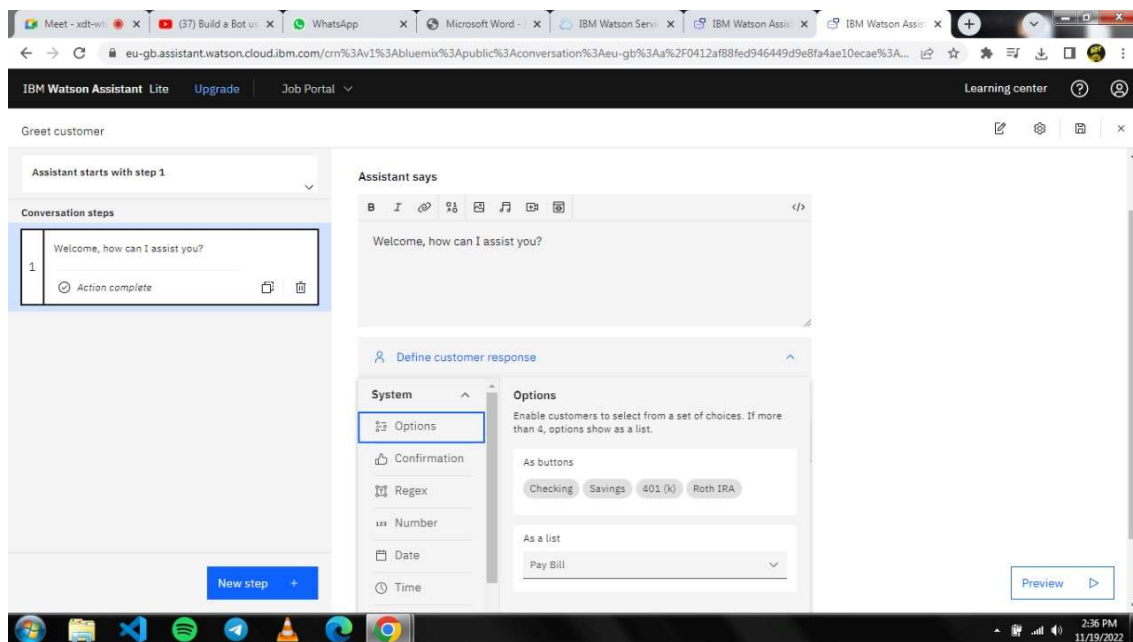 Meet - xdt-wt
(37) Build a Bot us
WhatsApp
Microsoft Word -
IBM Watson Servi
IBM Watson Assis
IBM Watson Assis
eu-gb.assistant.watson.cloud.ibm.com/crn%3Av1%3Abluemix%3Apublic%3Aconversation%3Aeu-gb%3Aa%2F0412af88fed946449d9e8fa4ae10ecae%3A...
IBM Watson Assistant Lite Upgrade Job Portal Learning center
Greet customer
Assistant starts with step 1
Conversation steps
1
Welcome, how can I assist you?
Action complete
New step +
Assistant says
B I </>
Welcome, how can I assist you?
Define customer response
System
Options
Confirmation
Regex
123 Number
Date
Time
Options
Enable customers to select from a set of choices. If more
than 4, options show as a list.
As buttons
Checking Savings 401 (k) Roth IRA
As a list
Pay Bill
Preview
2:36 PM
11/19/2022